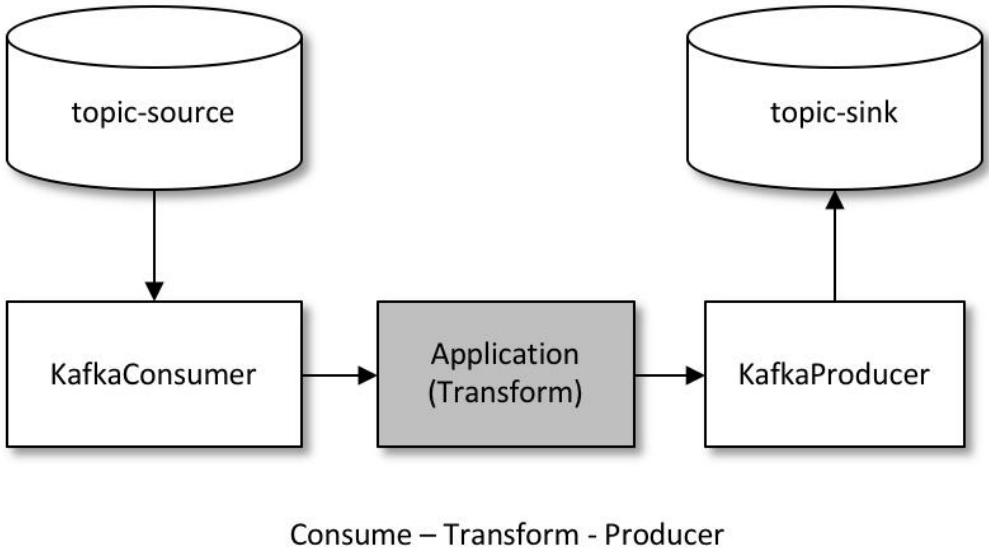 topic-source
topic-sink
KafkaConsumer
Application
(Transform)
KafkaProducer
Consume – Transform - Producer